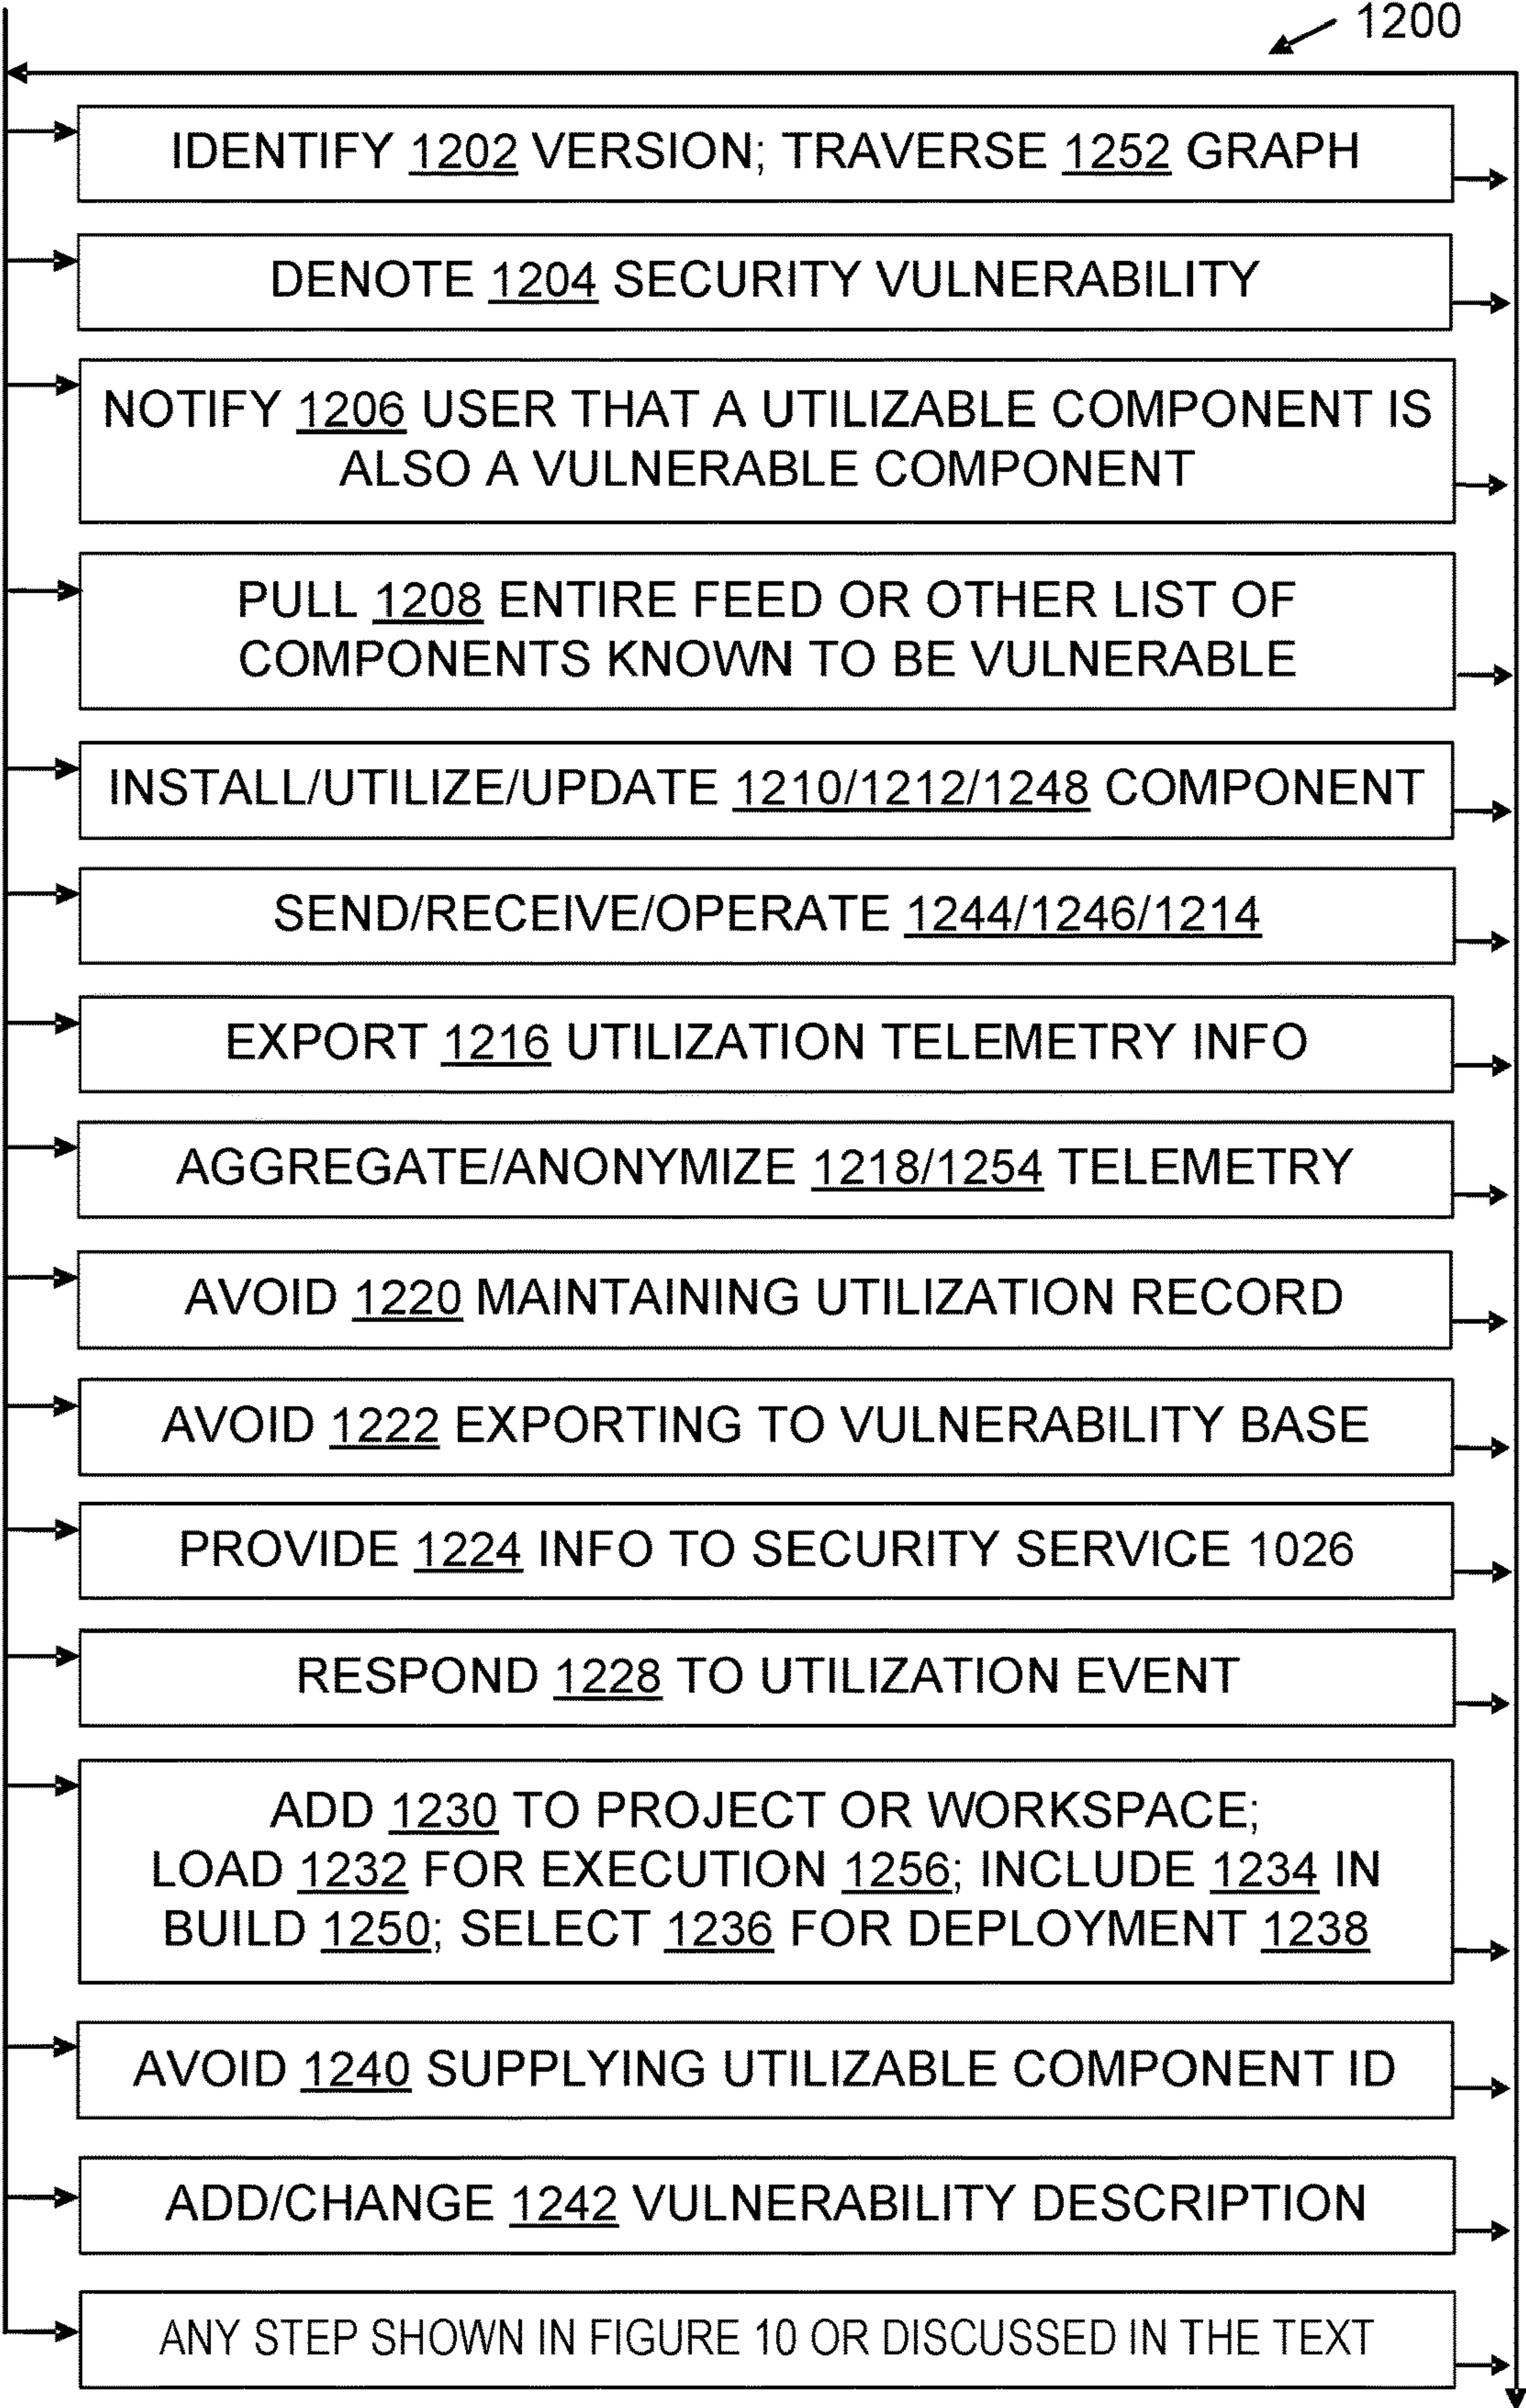 1200
IDENTIFY 1202 VERSION; TRAVERSE 1252 GRAPH
DENOTE 1204 SECURITY VULNERABILITY
NOTIFY 1206 USER THAT A UTILIZABLE COMPONENT IS
ALSO A VULNERABLE COMPONENT
PULL 1208 ENTIRE FEED OR OTHER LIST OF
COMPONENTS KNOWN TO BE VULNERABLE
INSTALL/UTILIZE/UPDATE 1210/1212/1248 COMPONENT
SEND/RECEIVE/OPERATE 1244/1246/1214
EXPORT 1216 UTILIZATION TELEMETRY INFO
AGGREGATE/ANONYMIZE 1218/1254 TELEMETRY
AVOID 1220 MAINTAINING UTILIZATION RECORD
AVOID 1222 EXPORTING TO VULNERABILITY BASE
PROVIDE 1224 INFO TO SECURITY SERVICE 1026
RESPOND 1228 TO UTILIZATION EVENT
ADD 1230 TO PROJECT OR WORKSPACE;
LOAD 1232 FOR EXECUTION 1256; INCLUDE 1234 IN
BUILD 1250; SELECT 1236 FOR DEPLOYMENT 1238
AVOID 1240 SUPPLYING UTILIZABLE COMPONENT ID
ADD/CHANGE 1242 VULNERABILITY DESCRIPTION
ANY STEP SHOWN IN FIGURE 10 OR DISCUSSED IN THE TEXT